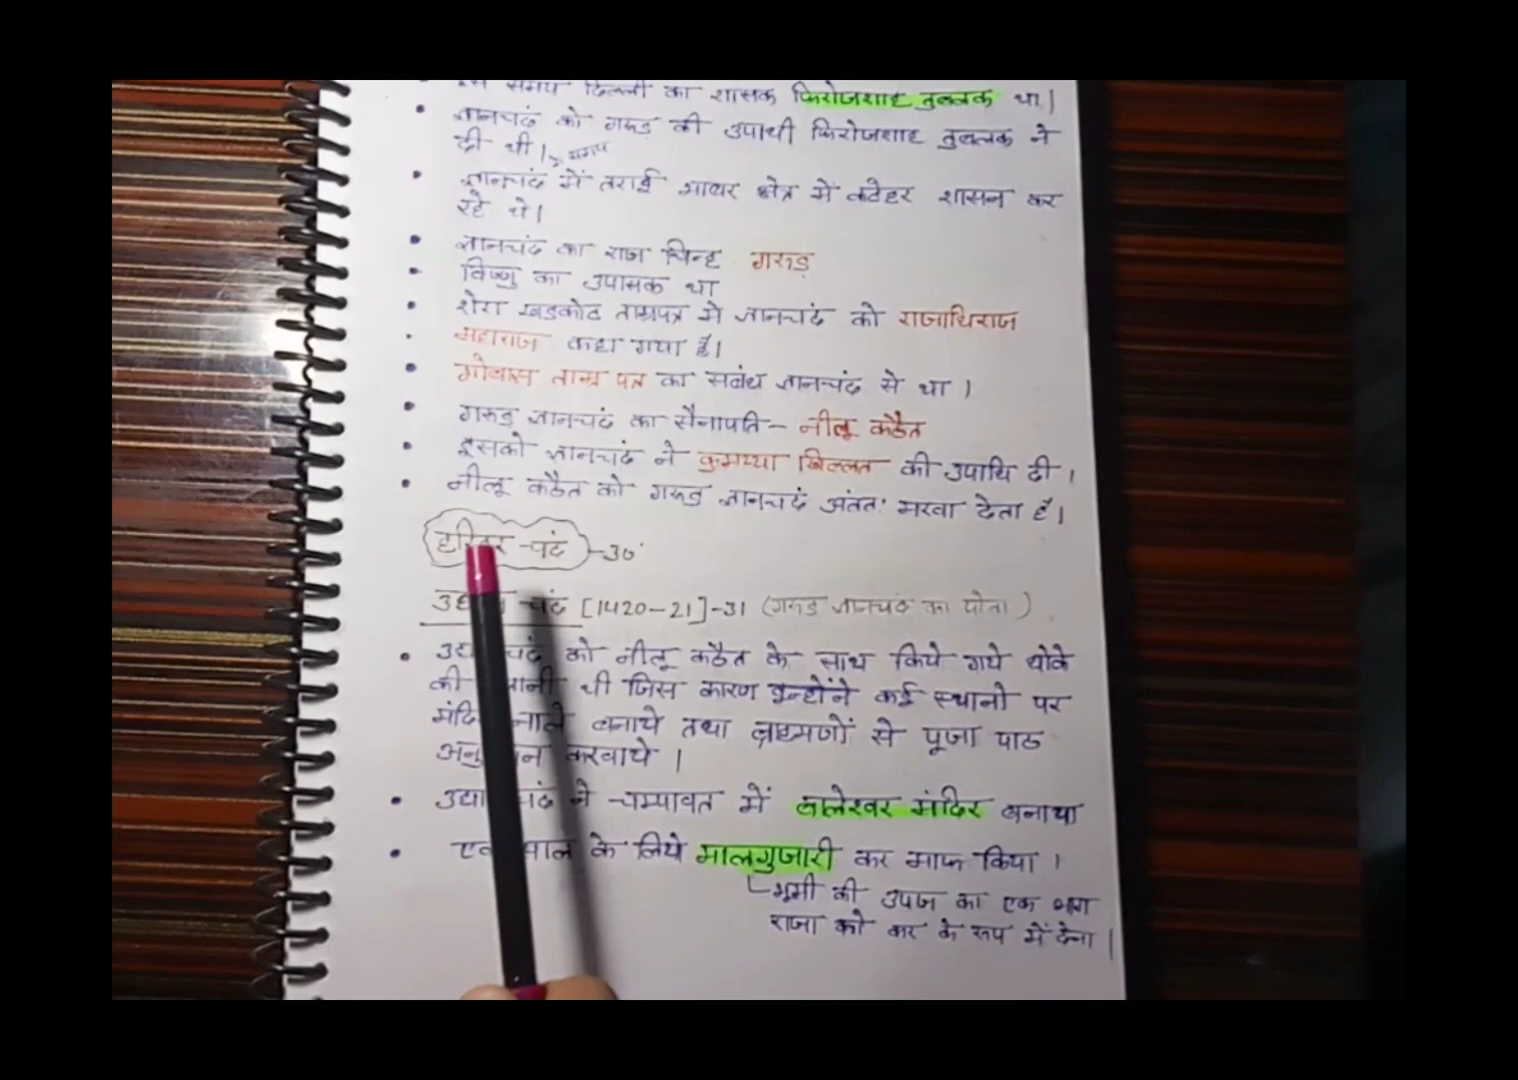 इस समय दिल्ली का शासक फिरोजशाह तुगलक था।
ज्ञानचंद को गरुड की उपाधी फिरोजशाह तुगलक ने
दी थी। समय
ज्ञानचंद में तराई भावर क्षेत्र में कटेहर शासन कर
रहे थे।
ज्ञानचंद का राज चिन्ह गरुड़
विष्णु का उपासक था
शेरा खडकोट ताम्रपत्र में ज्ञानचंद को राजाधिराज
महाराज कहा गया है।
गोबास ताम्र पत्र का सबंध ज्ञानचंद से था।
गरुड़ ज्ञानचंद का सैनापति - नीलू कठैत
इसको ज्ञानचंद ने कुमय्या खिल्लत की उपाधि दी।
नीलू कठैत को गरुड ज्ञानचंद अंततः मरवा देता है।
चंद -30
चंद [1420-21]-31 (गरुड ज्ञानचंद का पोता)
चंद को नीलू कठैत के साथ किये गये धोके
की थी जिस कारण इन्होंने कई स्थानो पर
नाले बनाये तथा ब्राह्मणों से पूजा पाठ
करवाये।
ने चम्पावत में बालेश्वर मंदिर बनाया
के लिये मालगुजारी कर माफ किया।
भूमी की उपज का एक भाग
राजा को कर के रूप में देना।